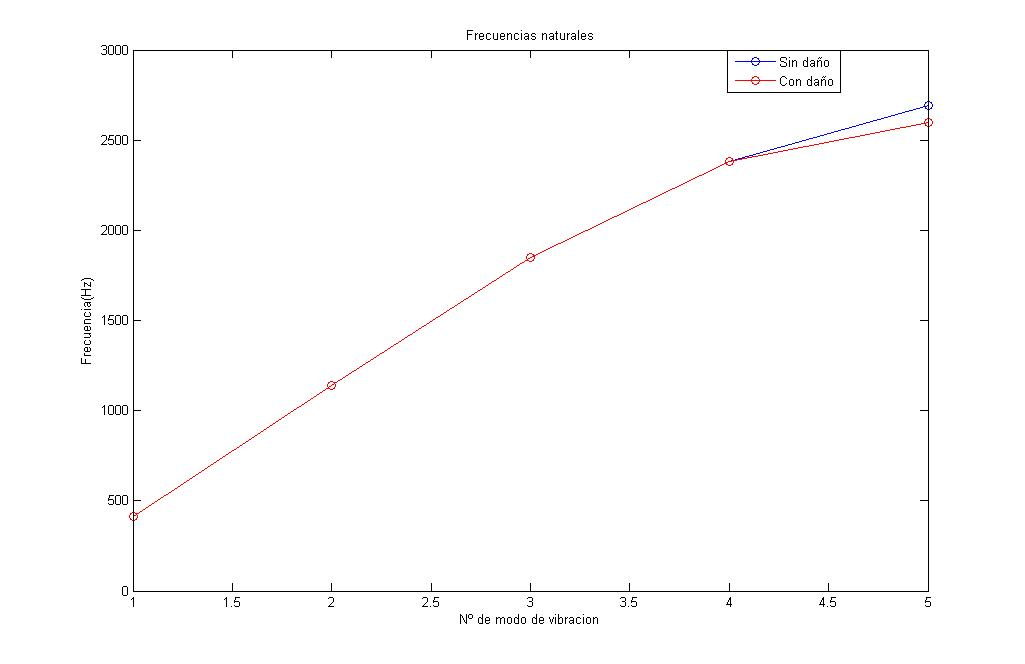 Frecuencias naturales
Sin daño
Con daño
3000
2500
2000
1500
1000
500
0
Frecuencia(Hz)
1 1.5 2 2.5 3 3.5 4 4.5 5
Nº de modo de vibracion